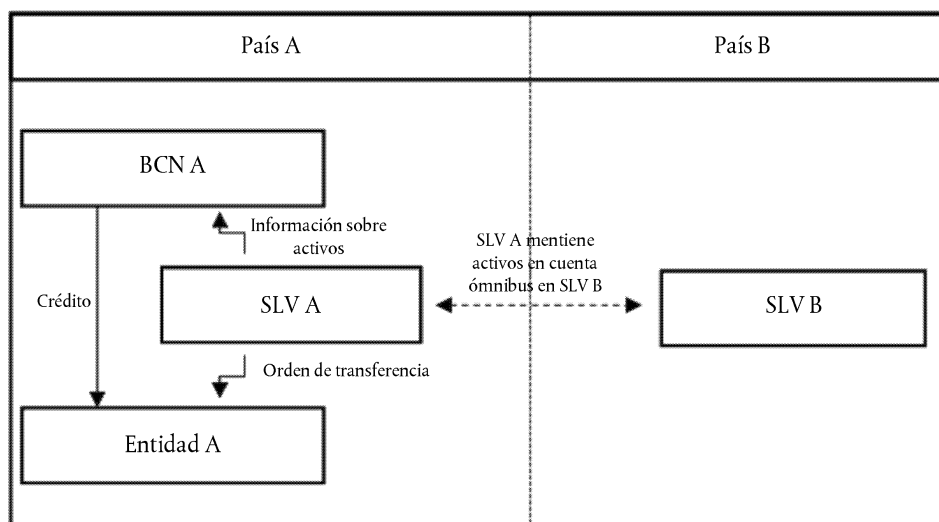 País A
País B
BCN A
Información sobre
activos
SLV A mentiene
activos en cuenta
ómnibus en SLV B
Crédito
SLV A
SLV B
Orden de transferencia
Entidad A